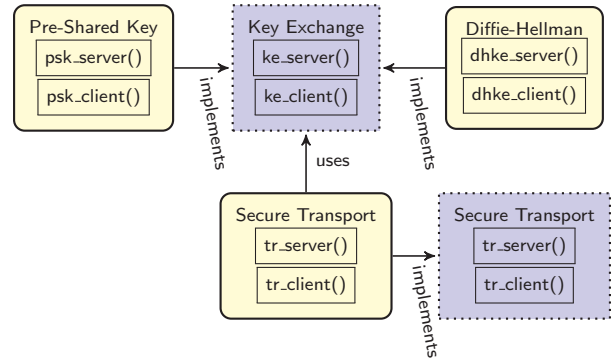 Pre-Shared Key
psk_server()
psk_client()
implements
Key Exchange
ke_server()
ke_client()
implements
Diffie-Hellman
dhke_server()
dhke_client()
uses
Secure Transport
tr_server()
tr_client()
implements
Secure Transport
tr_server()
tr_client()